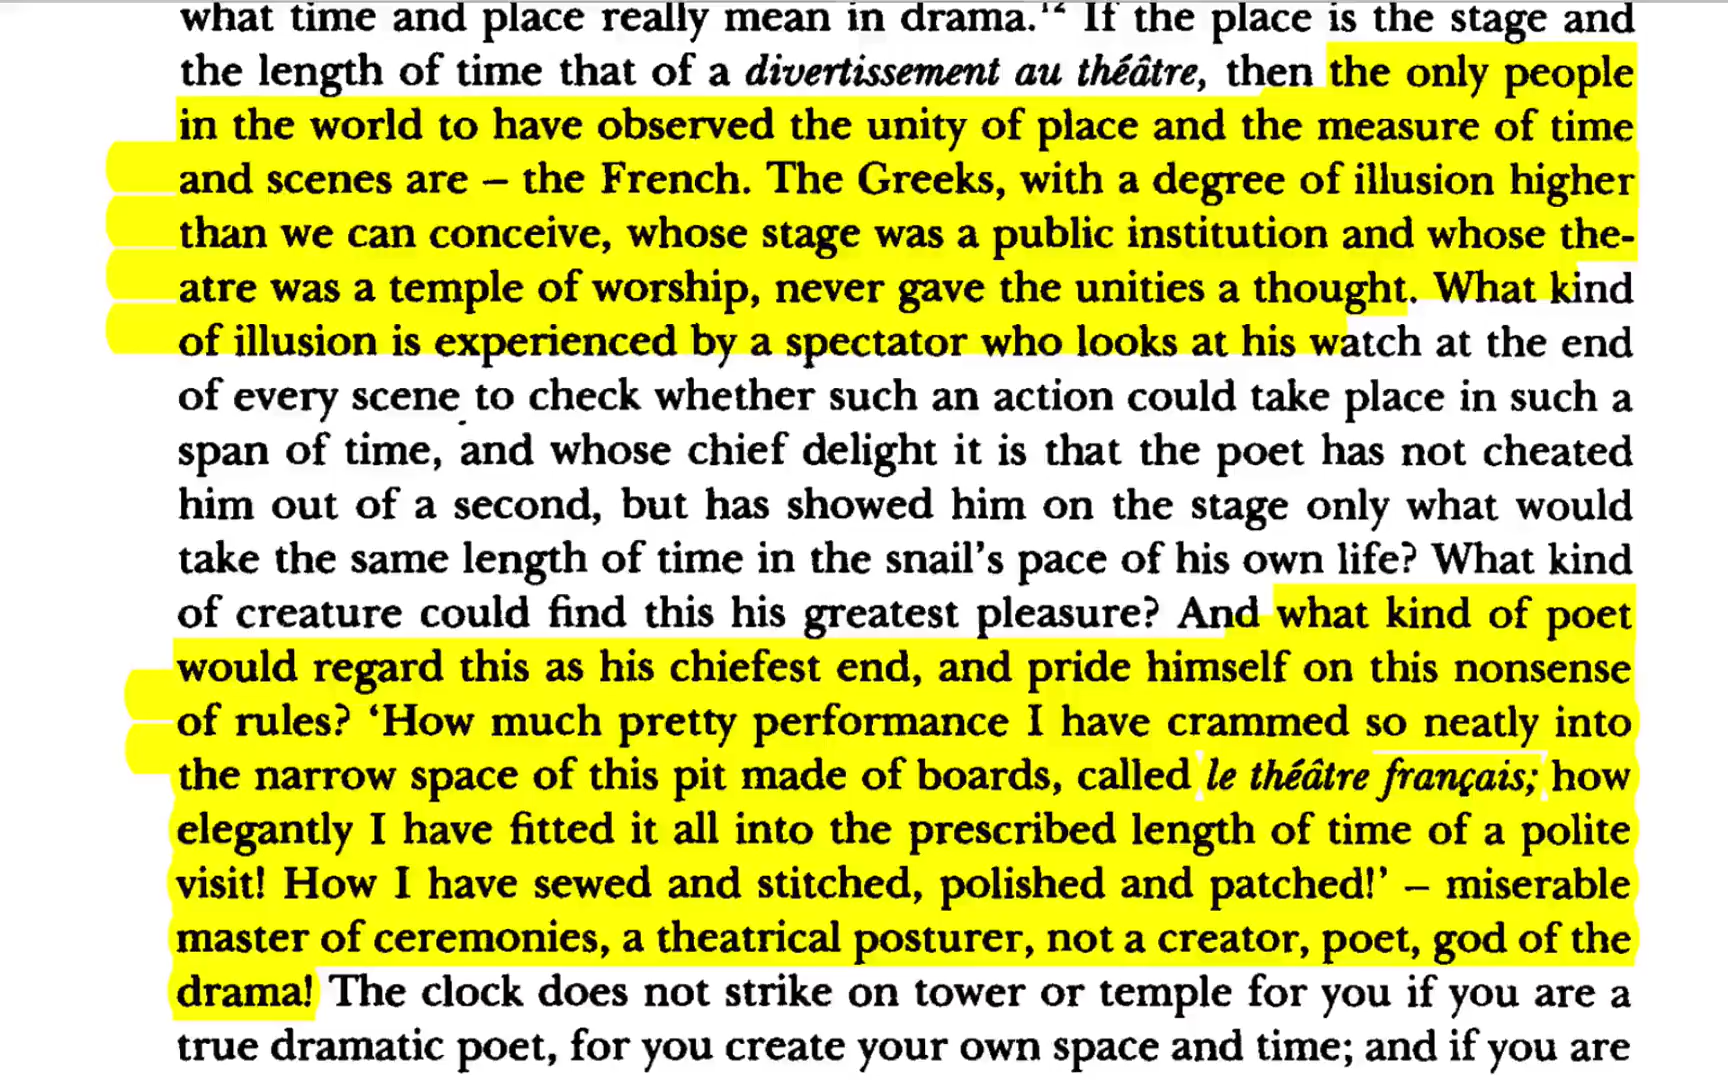 what time and place really mean in drama.¹² If the place is the stage and
the length of time that of a divertissement au théâtre, then the only people
in the world to have observed the unity of place and the measure of time
and scenes are – the French. The Greeks, with a degree of illusion higher
than we can conceive, whose stage was a public institution and whose the-
atre was a temple of worship, never gave the unities a thought. What kind
of illusion is experienced by a spectator who looks at his watch at the end
of every scene to check whether such an action could take place in such a
span of time, and whose chief delight it is that the poet has not cheated
him out of a second, but has showed him on the stage only what would
take the same length of time in the snail’s pace of his own life? What kind
of creature could find this his greatest pleasure? And what kind of poet
would regard this as his chiefest end, and pride himself on this nonsense
of rules? ‘How much pretty performance I have crammed so neatly into
the narrow space of this pit made of boards, called le théâtre français; how
elegantly I have fitted it all into the prescribed length of time of a polite
visit! How I have sewed and stitched, polished and patched!’ – miserable
master of ceremonies, a theatrical posturer, not a creator, poet, god of the
drama! The clock does not strike on tower or temple for you if you are a
true dramatic poet, for you create your own space and time; and if you are